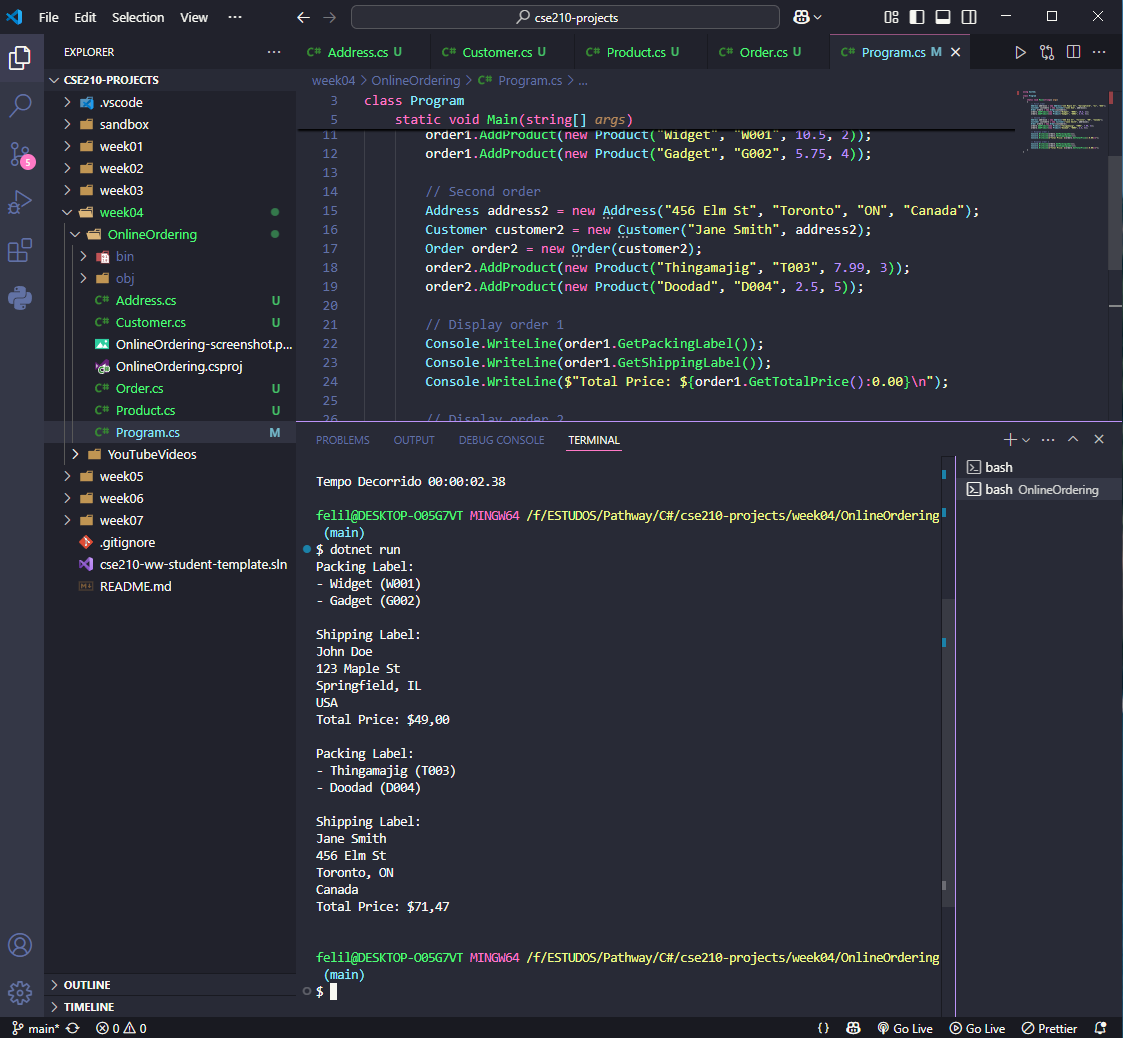 File Edit Selection View ··· cse210-projects
EXPLORER ···
CSE210-PROJECTS
.vscode
sandbox
week01
week02
week03
week04
OnlineOrdering
bin
obj
C# Address.cs U
C# Customer.cs U
OnlineOrdering-screenshot.p...
OnlineOrdering.csproj
C# Order.cs U
C# Product.cs U
C# Program.cs M
YouTubeVideos
week05
week06
week07
.gitignore
cse210-ww-student-template.sln
README.md
OUTLINE
TIMELINE
5
C# Address.cs U C# Customer.cs U C# Product.cs U C# Order.cs U C# Program.cs M
week04 > OnlineOrdering > C# Program.cs > ...
3 class Program
5 static void Main(string[] args)
11 order1.AddProduct(new Product("Widget", "W001", 10.5, 2));
12 order1.AddProduct(new Product("Gadget", "G002", 5.75, 4));
13
14 // Second order
15 Address address2 = new Address("456 Elm St", "Toronto", "ON", "Canada");
16 Customer customer2 = new Customer("Jane Smith", address2);
17 Order order2 = new Order(customer2);
18 order2.AddProduct(new Product("Thingamajig", "T003", 7.99, 3));
19 order2.AddProduct(new Product("Doodad", "D004", 2.5, 5));
20
21 // Display order 1
22 Console.WriteLine(order1.GetPackingLabel());
23 Console.WriteLine(order1.GetShippingLabel());
24 Console.WriteLine($"Total Price: ${order1.GetTotalPrice():0.00}\n");
25
26 // Display order 2
PROBLEMS OUTPUT DEBUG CONSOLE TERMINAL
bash
bash OnlineOrdering
Tempo Decorrido 00:00:02.38
felil@DESKTOP-O05G7VT MINGW64 /f/ESTUDOS/Pathway/C#/cse210-projects/week04/OnlineOrdering
(main)
$ dotnet run
Packing Label:
- Widget (W001)
- Gadget (G002)
Shipping Label:
John Doe
123 Maple St
Springfield, IL
USA
Total Price: $49,00
Packing Label:
- Thingamajig (T003)
- Doodad (D004)
Shipping Label:
Jane Smith
456 Elm St
Toronto, ON
Canada
Total Price: $71,47
felil@DESKTOP-O05G7VT MINGW64 /f/ESTUDOS/Pathway/C#/cse210-projects/week04/OnlineOrdering
(main)
$
main* 0 0 {} Go Live Go Live Prettier